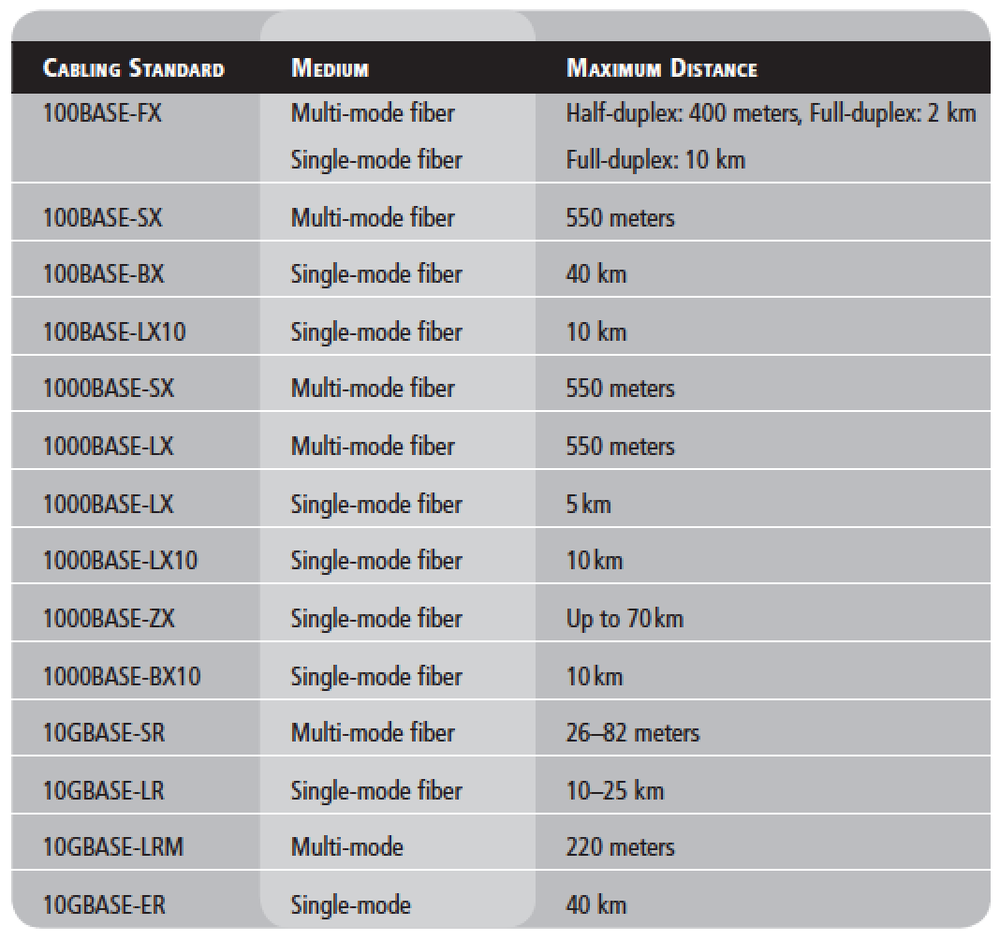 CABLING STANDARD MEDIUM MAXIMUM DISTANCE
100BASE-FX Multi-mode fiber Half-duplex: 400 meters, Full-duplex: 2 km
Single-mode fiber Full-duplex: 10 km
100BASE-SX Multi-mode fiber 550 meters
100BASE-BX Single-mode fiber 40 km
100BASE-LX10 Single-mode fiber 10 km
1000BASE-SX Multi-mode fiber 550 meters
1000BASE-LX Multi-mode fiber 550 meters
1000BASE-LX Single-mode fiber 5 km
1000BASE-LX10 Single-mode fiber 10 km
1000BASE-ZX Single-mode fiber Up to 70 km
1000BASE-BX10 Single-mode fiber 10 km
10GBASE-SR Multi-mode fiber 26–82 meters
10GBASE-LR Single-mode fiber 10–25 km
10GBASE-LRM Multi-mode 220 meters
10GBASE-ER Single-mode 40 km